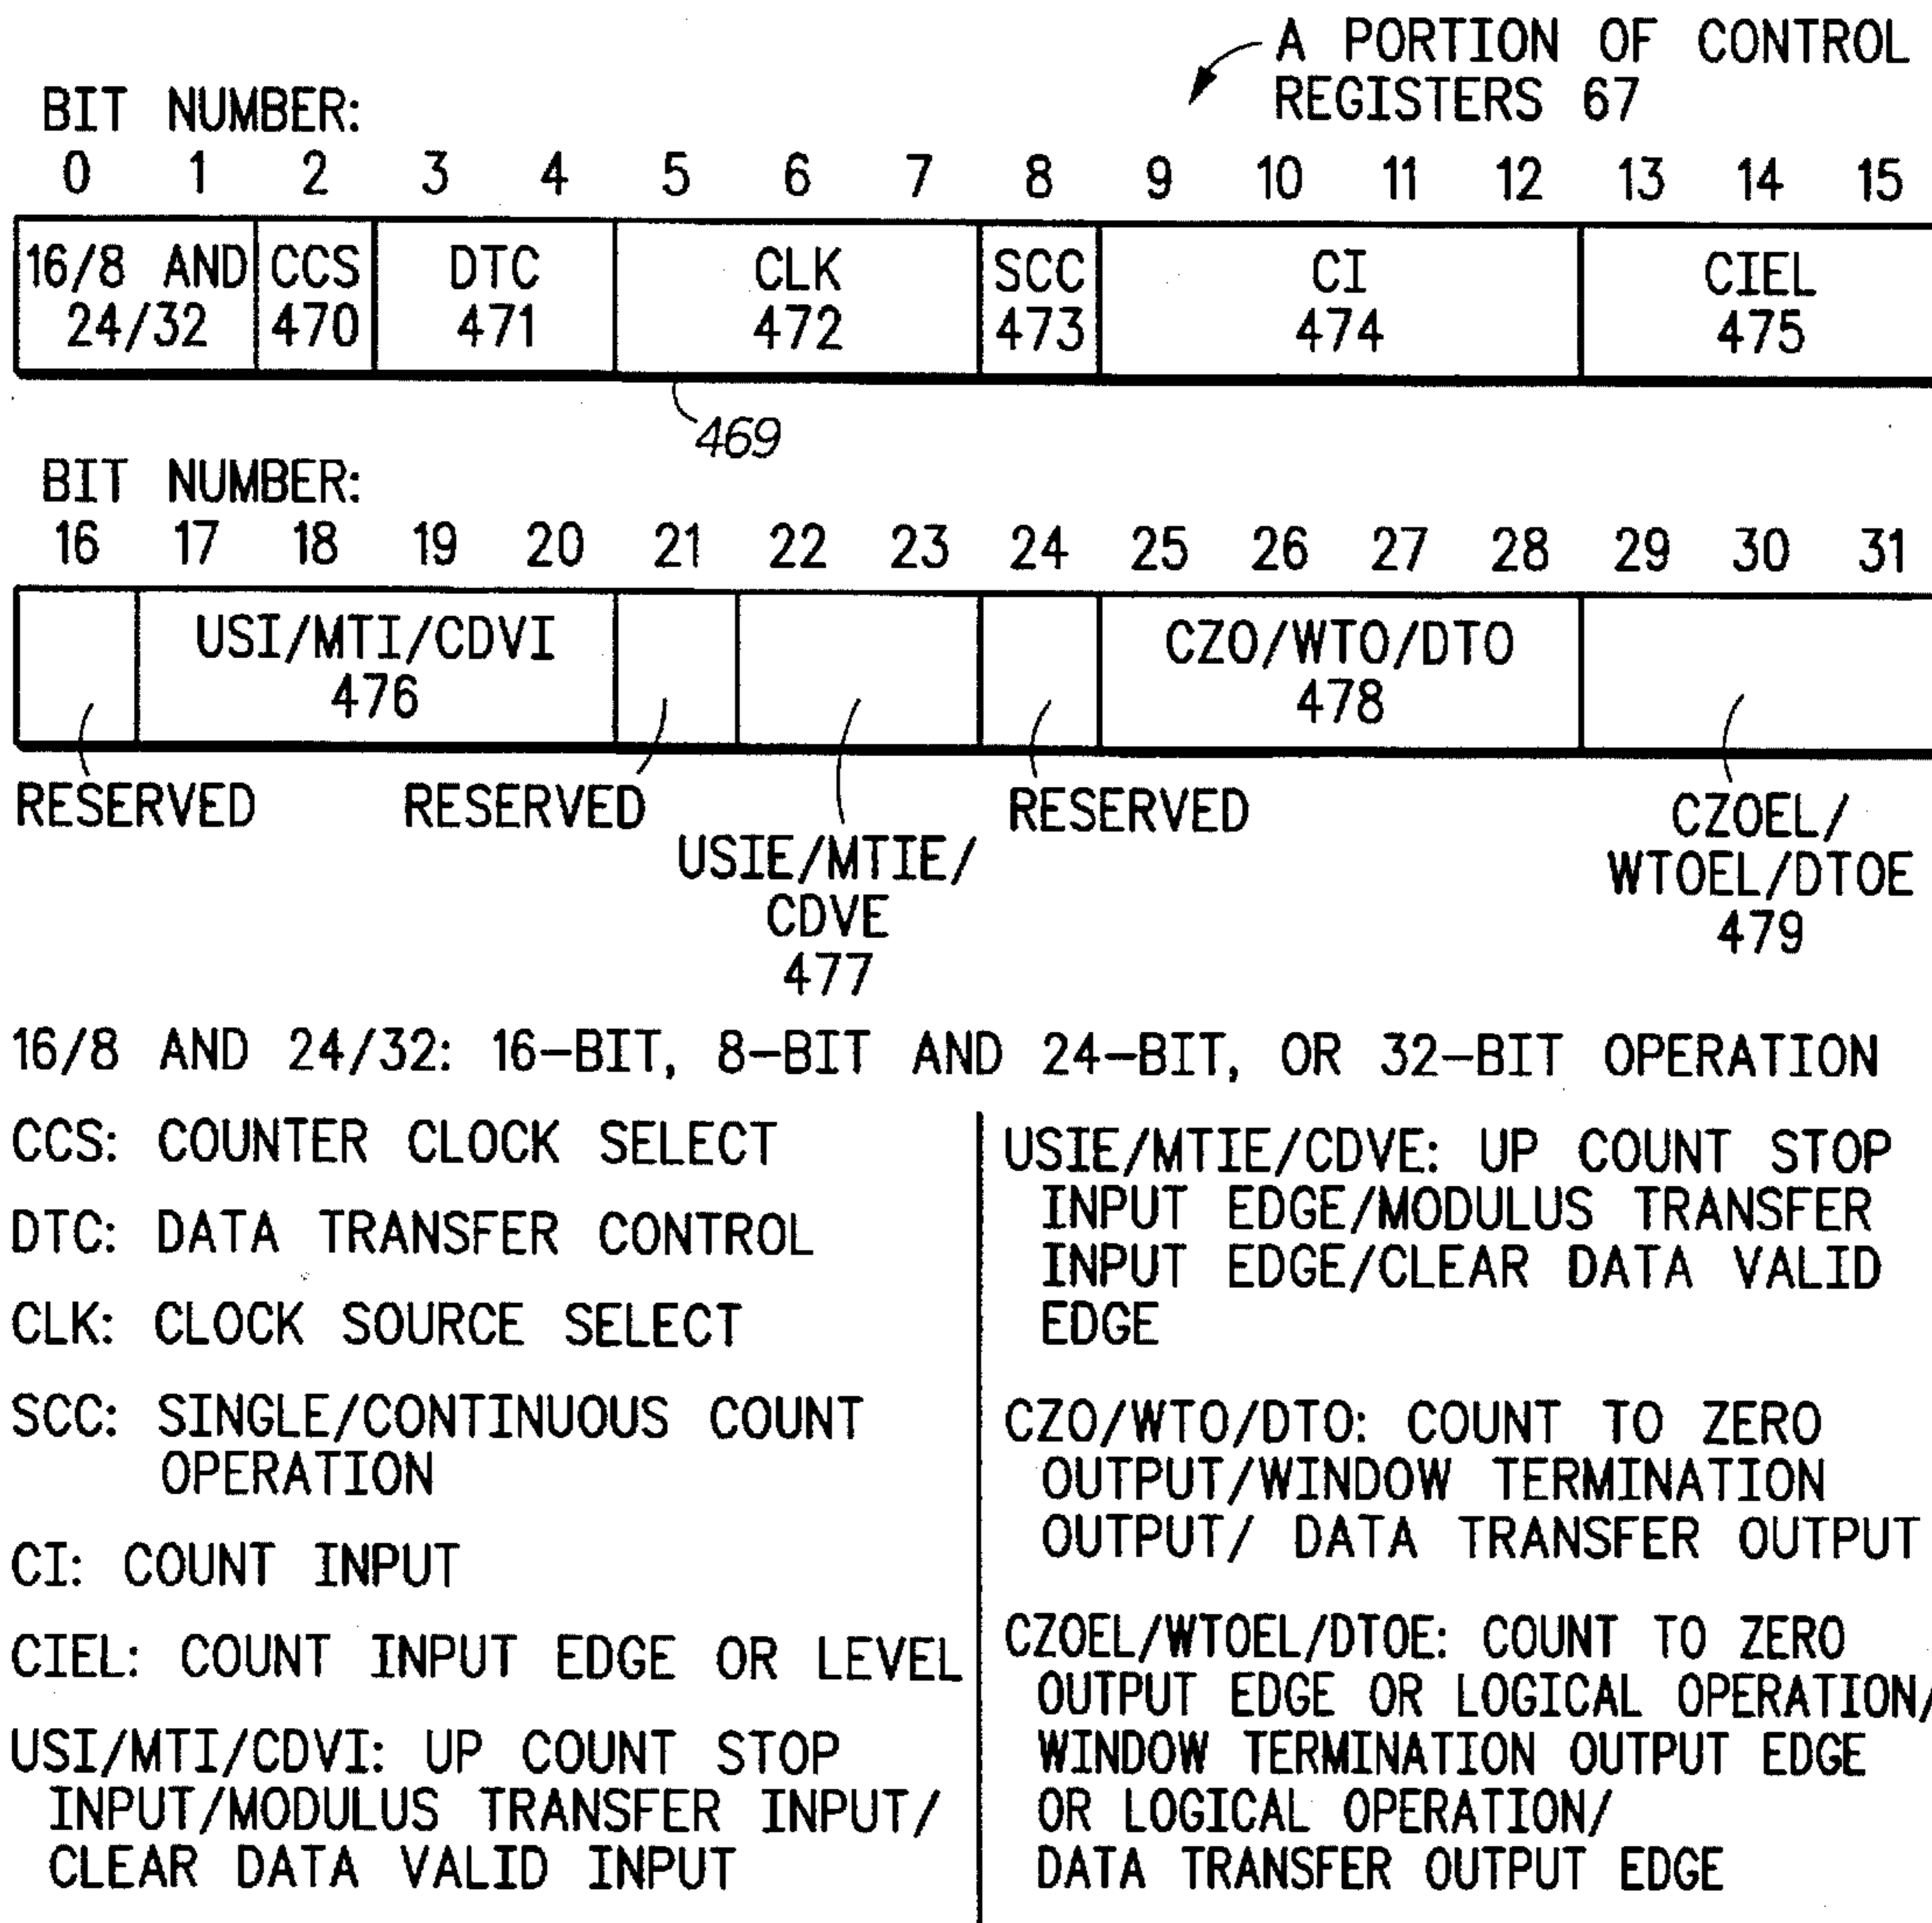 A PORTION OF CONTROL
REGISTERS 67
BIT NUMBER:
0 1 2 3 4 5 6 7 8 9 10 11 12 13 14 15
16/8 AND CCS DTC CLK SCC CI CIEL
24/32 470 471 472 473 474 475
469
BIT NUMBER:
16 17 18 19 20 21 22 23 24 25 26 27 28 29 30 31
USI/MTI/CDVI CZO/WTO/DTO
476 478
RESERVED RESERVED RESERVED
USIE/MTIE/
CDVE
477
CZOEL/
WTOEL/DTOE
479
16/8 AND 24/32: 16-BIT, 8-BIT AND 24-BIT, OR 32-BIT OPERATION
CCS: COUNTER CLOCK SELECT
DTC: DATA TRANSFER CONTROL
CLK: CLOCK SOURCE SELECT
SCC: SINGLE/CONTINUOUS COUNT
OPERATION
CI: COUNT INPUT
CIEL: COUNT INPUT EDGE OR LEVEL
USI/MTI/CDVI: UP COUNT STOP
INPUT/MODULUS TRANSFER INPUT/
CLEAR DATA VALID INPUT
USIE/MTIE/CDVE: UP COUNT STOP
INPUT EDGE/MODULUS TRANSFER
INPUT EDGE/CLEAR DATA VALID
EDGE
CZO/WTO/DTO: COUNT TO ZERO
OUTPUT/WINDOW TERMINATION
OUTPUT/ DATA TRANSFER OUTPUT
CZOEL/WTOEL/DTOE: COUNT TO ZERO
OUTPUT EDGE OR LOGICAL OPERATION/
WINDOW TERMINATION OUTPUT EDGE
OR LOGICAL OPERATION/
DATA TRANSFER OUTPUT EDGE